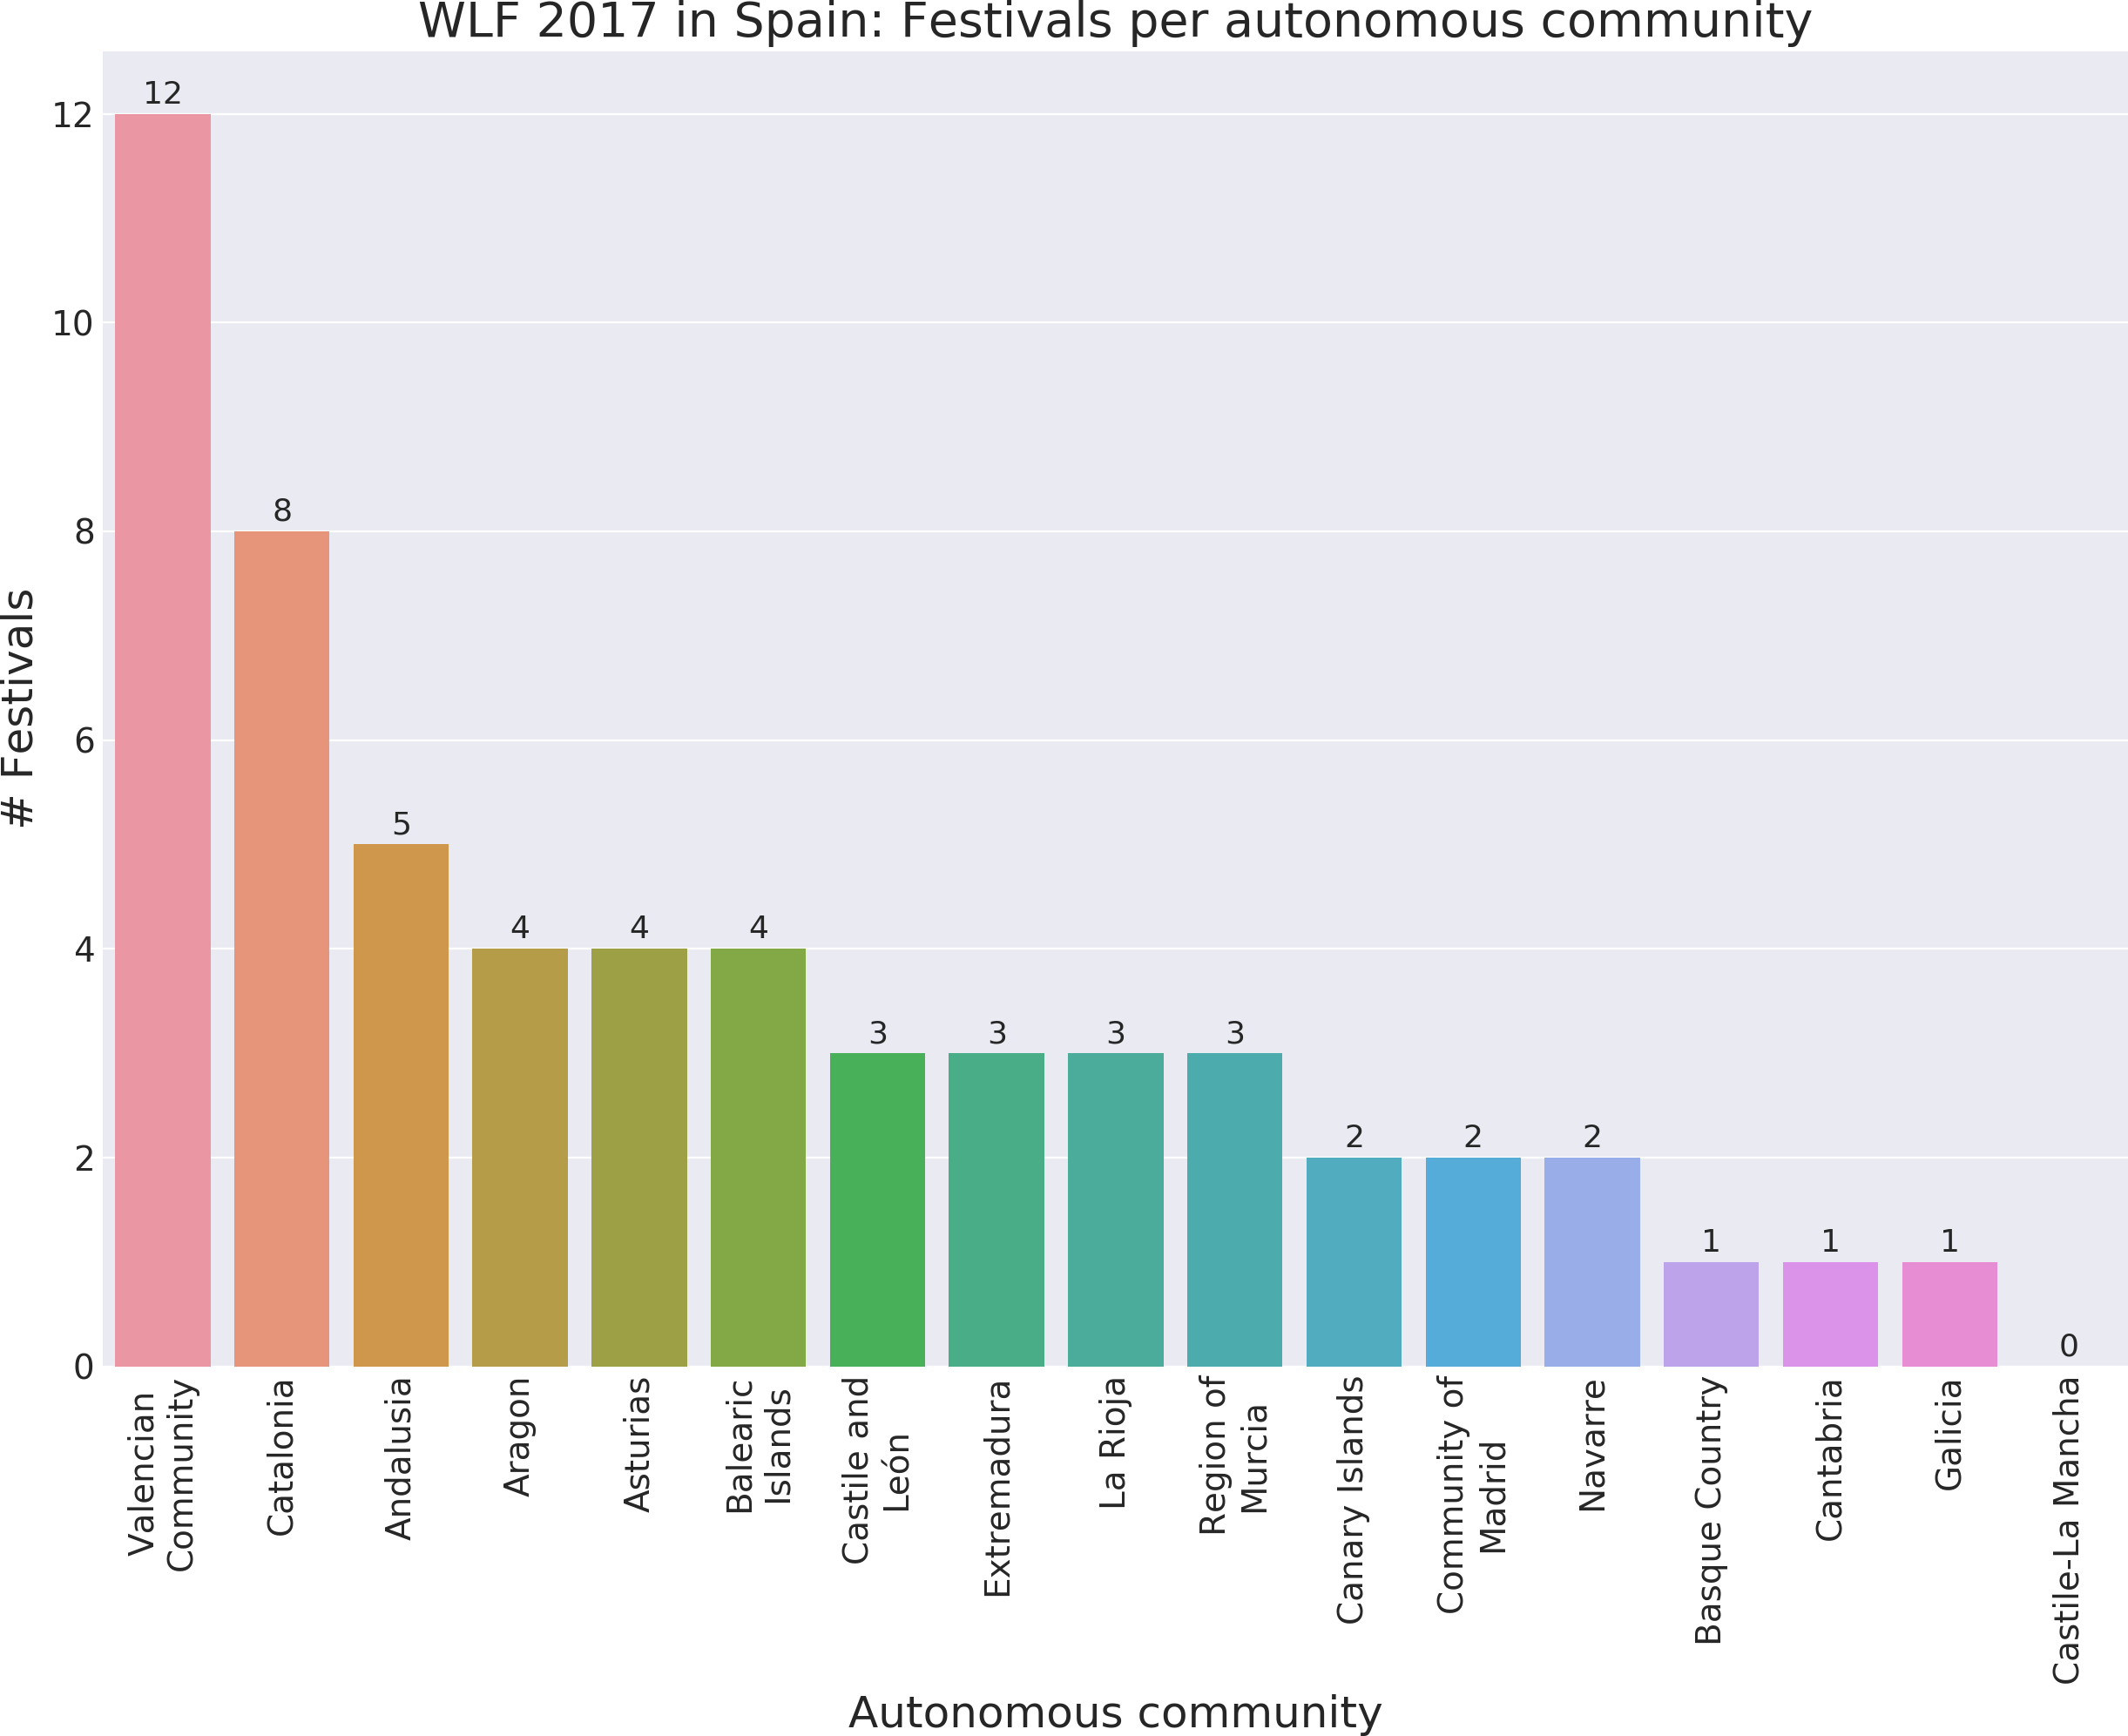 WLF 2017 in Spain: Festivals per autonomous community
# Festivals
12
10
8
6
4
2
0
12
8
5
4
4
4
3
3
3
3
2
2
2
1
1
1
0
Valencian
Community
Catalonia
Andalusia
Aragon
Asturias
Balearic
Islands
Castile and
León
Extremadura
La Rioja
Region of
Murcia
Canary Islands
Community of
Madrid
Navarre
Basque Country
Cantabria
Galicia
Castile-La Mancha
Autonomous community